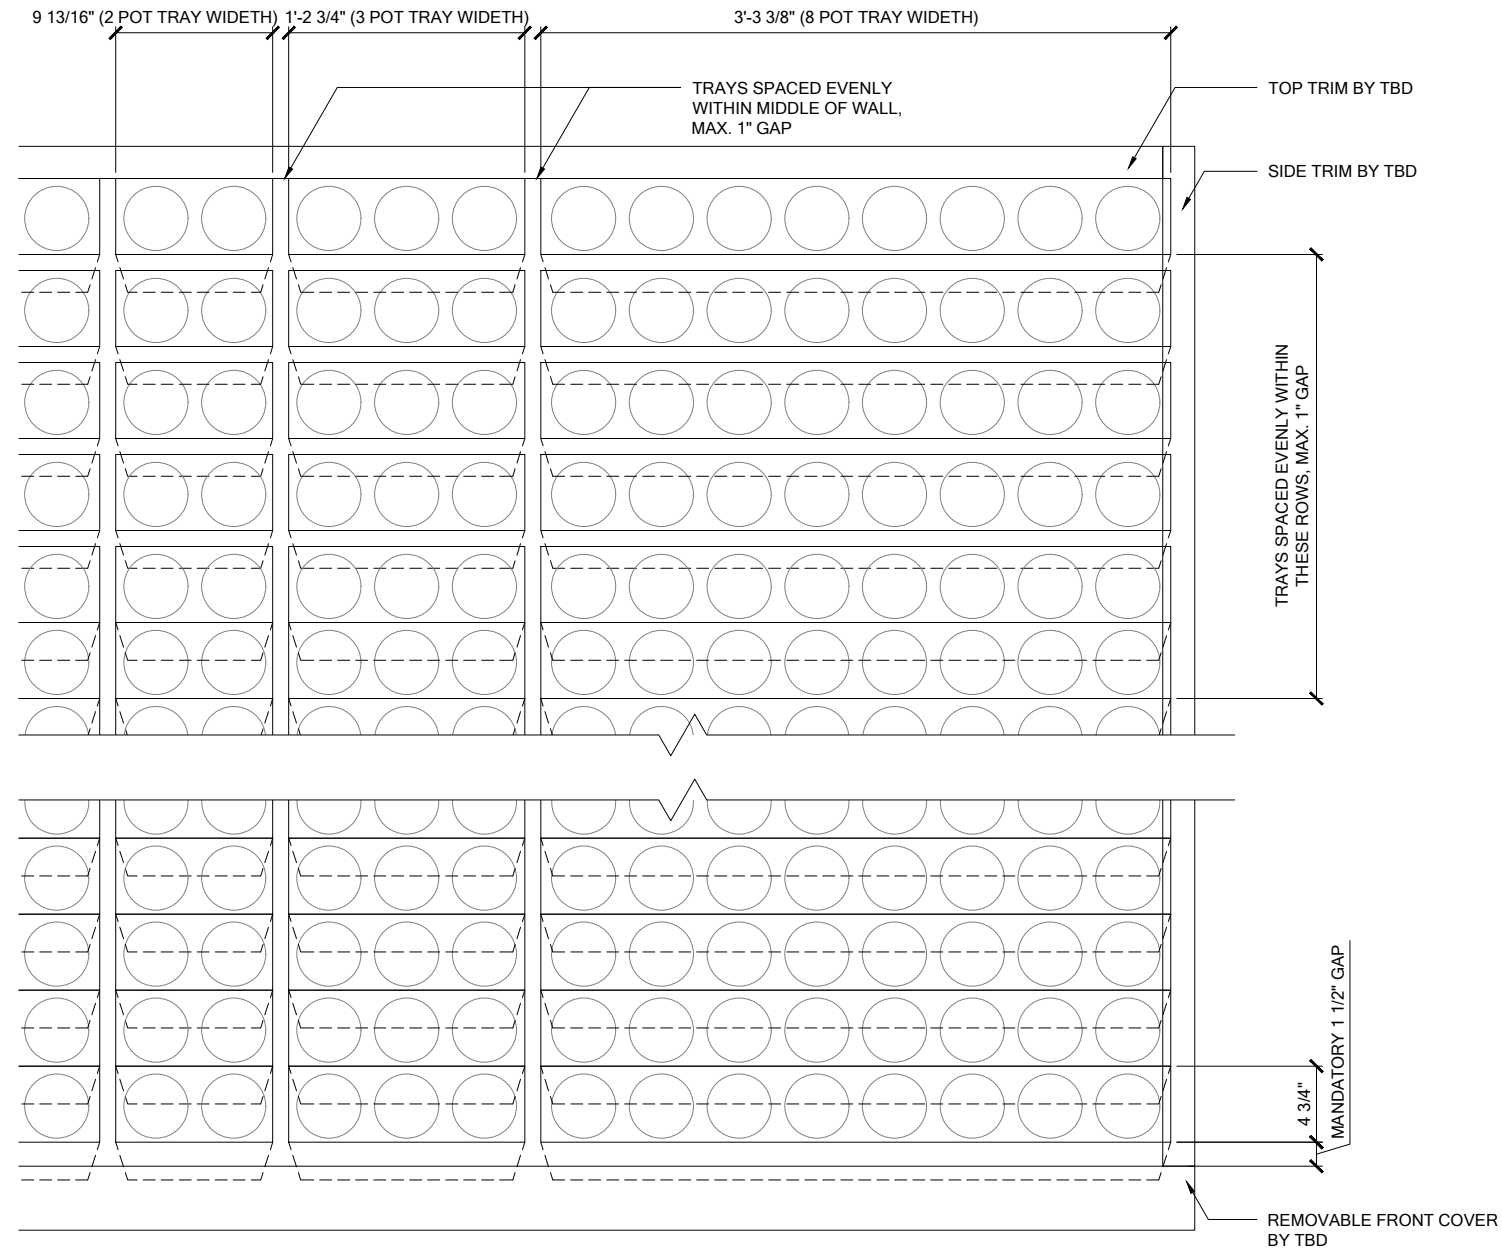 9 13/16" (2 POT TRAY WIDETH)
1'-2 3/4" (3 POT TRAY WIDETH)
3'-3 3/8" (8 POT TRAY WIDETH)
TRAYS SPACED EVENLY
WITHIN MIDDLE OF WALL,
MAX. 1" GAP
TOP TRIM BY TBD
SIDE TRIM BY TBD
TRAYS SPACED EVENLY WITHIN
THESE ROWS, MAX. 1" GAP
4 3/4"
MANDATORY 1 1/2" GAP
REMOVABLE FRONT COVER
BY TBD